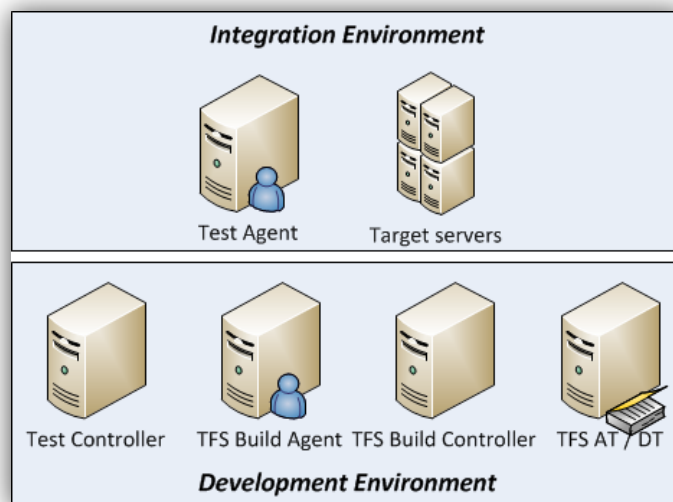 Integration Environment
Test Agent
Target servers
Test Controller
TFS Build Agent
TFS Build Controller
TFS AT / DT
Development Environment